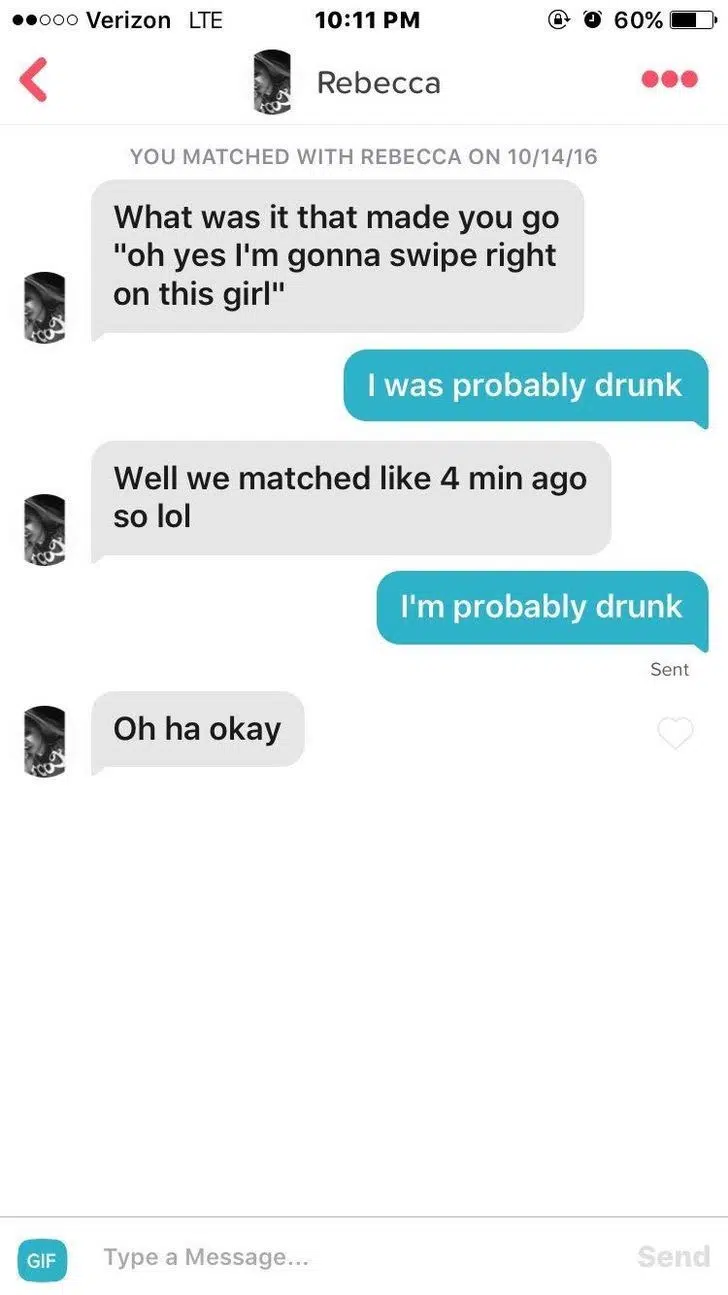 Verizon LTE 10:11 PM 60%
Rebecca
YOU MATCHED WITH REBECCA ON 10/14/16
What was it that made you go
"oh yes I'm gonna swipe right
on this girl"
I was probably drunk
Well we matched like 4 min ago
so lol
I'm probably drunk
Sent
Oh ha okay
GIF Type a Message... Send